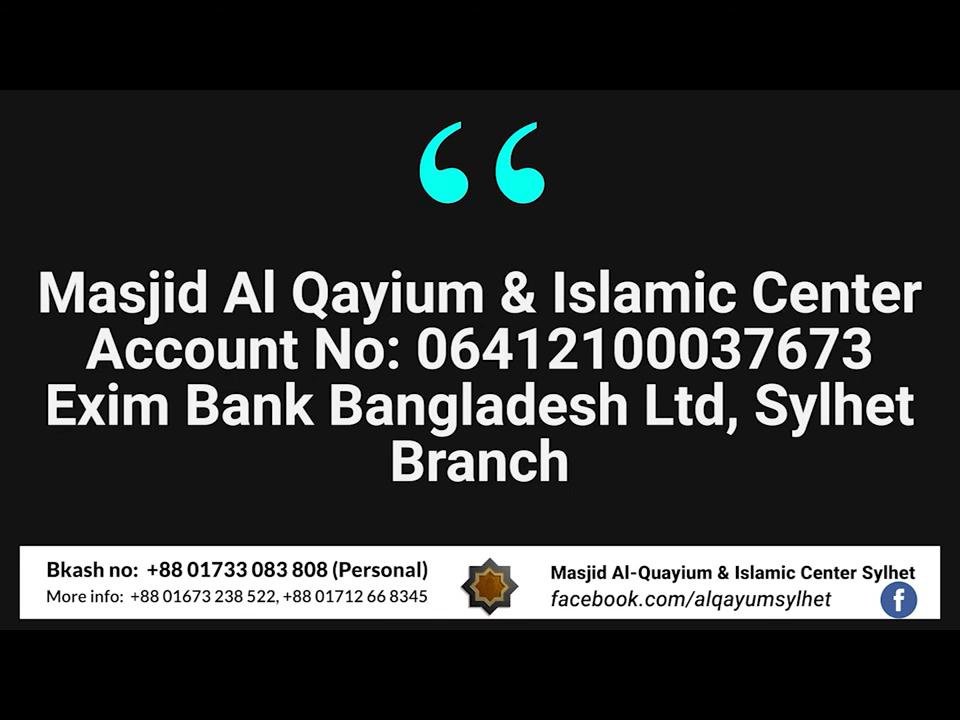 Masjid Al Qayium & Islamic Center
Account No: 06412100037673
Exim Bank Bangladesh Ltd, Sylhet
Branch
Bkash no: +88 01733 083 808 (Personal)
More info: +88 01673 238 522, +88 01712 66 8345
Masjid Al-Quayium & Islamic Center Sylhet
facebook.com/alqayumsylhet